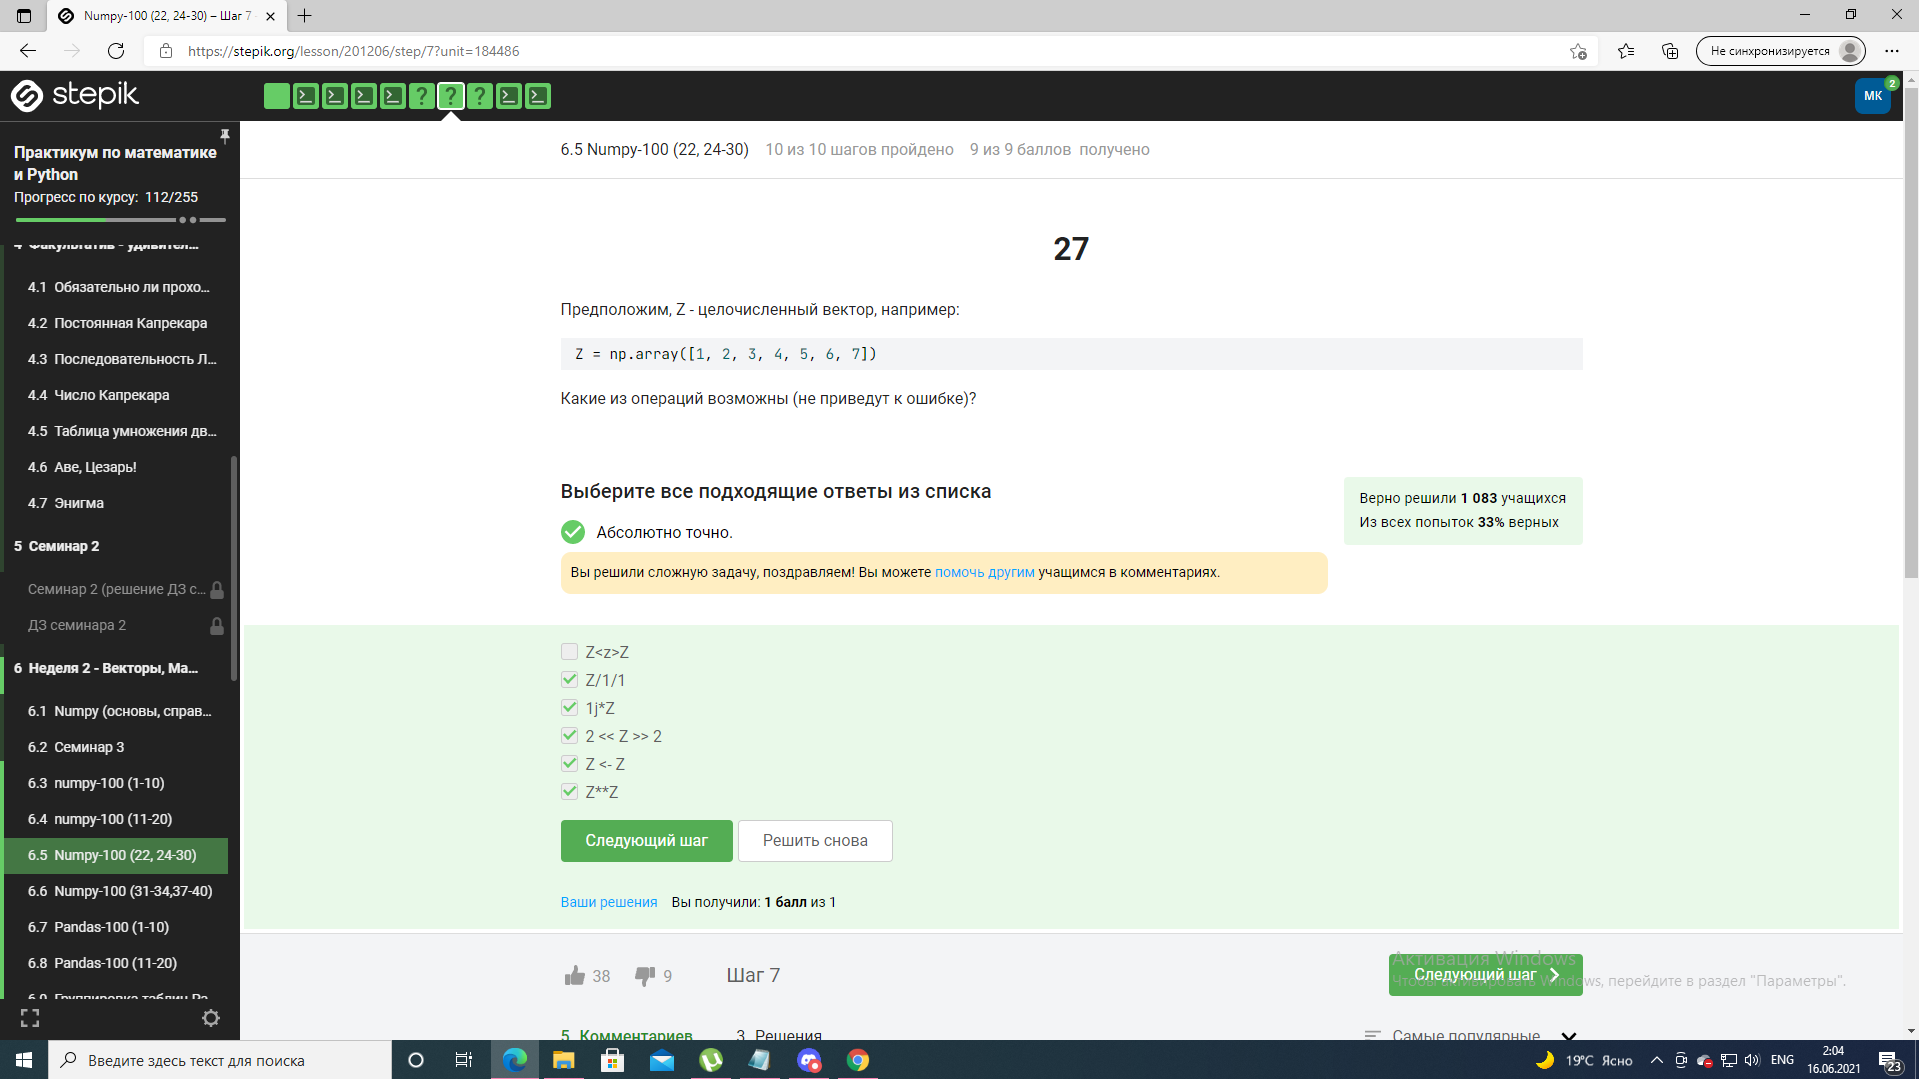 Numpy-100 (22, 24-30) – Шаг 7
https://stepik.org/lesson/201206/step/7?unit=184486
Не синхронизируется
stepik
МК
2
Практикум по математике
и Python
Прогресс по курсу: 112/255
4.1 Обязательно ли прохо...
4.2 Постоянная Капрекара
4.3 Последовательность Л...
4.4 Число Капрекара
4.5 Таблица умножения дв...
4.6 Аве, Цезарь!
4.7 Энигма
5 Семинар 2
Семинар 2 (решение ДЗ с...
ДЗ семинара 2
6 Неделя 2 - Векторы, Ма...
6.1 Numpy (основы, справ...
6.2 Семинар 3
6.3 numpy-100 (1-10)
6.4 numpy-100 (11-20)
6.5 Numpy-100 (22, 24-30)
6.6 Numpy-100 (31-34,37-40)
6.7 Pandas-100 (1-10)
6.8 Pandas-100 (11-20)
6.5 Numpy-100 (22, 24-30) 10 из 10 шагов пройдено 9 из 9 баллов получено
27
Предположим, Z - целочисленный вектор, например:
Z = np.array([1, 2, 3, 4, 5, 6, 7])
Какие из операций возможны (не приведут к ошибке)?
Выберите все подходящие ответы из списка
Абсолютно точно.
Вы решили сложную задачу, поздравляем! Вы можете помочь другим учащимся в комментариях.
Верно решили 1 083 учащихся
Из всех попыток 33% верных
Z<z>Z
Z/1/1
1j*Z
2 << Z >> 2
Z <- Z
Z**Z
Следующий шаг
Решить снова
Ваши решения Вы получили: 1 балл из 1
38
9
Шаг 7
Следующий шаг
Активация Windows
Чтобы активировать Windows, перейдите в раздел "Параметры".
5 Комментариев
3 Решения
Самые популярные
Введите здесь текст для поиска
19°C Ясно
ENG
2:04
16.06.2021
23